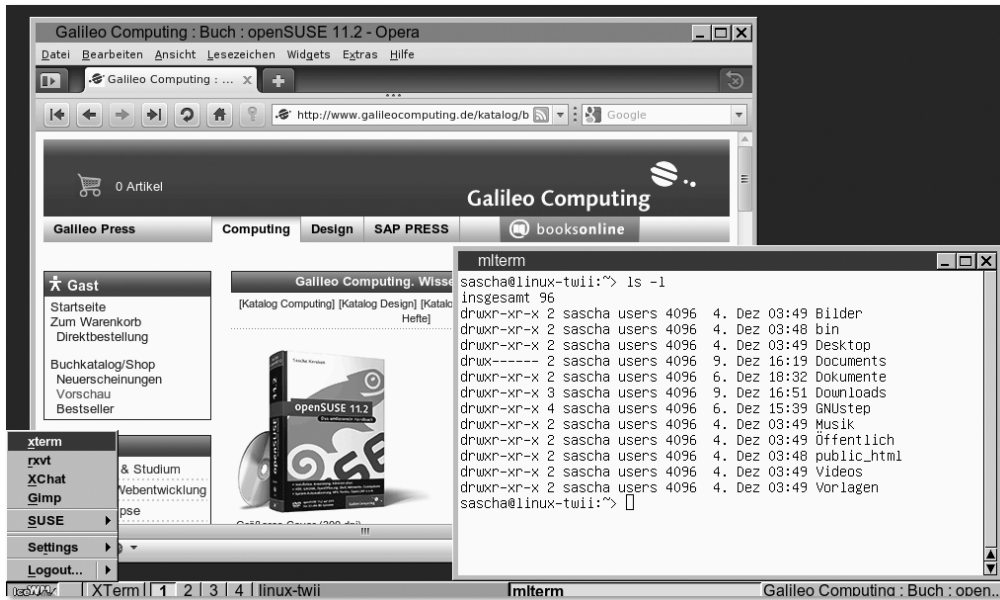 Galileo Computing : Buch : openSUSE 11.2 - Opera
Datei Bearbeiten Ansicht Lesezeichen Widgets Extras Hilfe
Galileo Computing : ...
http://www.galileocomputing.de/katalog/b
Google
0 Artikel
Galileo Computing
Galileo Press
Computing
Design
SAP PRESS
booksonline
Gast
Startseite
Zum Warenkorb
Direktbestellung
Buchkatalog/Shop
Neuerscheinungen
Vorschau
Bestseller
& Studium
Webentwicklung
pse
Galileo Computing. Wisse
[Katalog Computing] [Katalog Design] [Katalo
Hefte]
Sascha Kersken
openSUSE 11.2
Das umfassende Handbuch
mlterm
sascha@linux-twii:~> ls -l
insgesamt 96
drwxr-xr-x 2 sascha users 4096  4. Dez 03:49 Bilder
drwxr-xr-x 2 sascha users 4096  4. Dez 03:48 bin
drwxr-xr-x 2 sascha users 4096  4. Dez 03:49 Desktop
drwx------ 2 sascha users 4096  9. Dez 16:19 Documents
drwxr-xr-x 2 sascha users 4096  6. Dez 18:32 Dokumente
drwxr-xr-x 3 sascha users 4096  9. Dez 16:51 Downloads
drwxr-xr-x 4 sascha users 4096  6. Dez 15:39 GNUstep
drwxr-xr-x 2 sascha users 4096  4. Dez 03:49 Musik
drwxr-xr-x 2 sascha users 4096  4. Dez 03:49 Öffentlich
drwxr-xr-x 2 sascha users 4096  4. Dez 03:48 public_html
drwxr-xr-x 2 sascha users 4096  4. Dez 03:49 Videos
drwxr-xr-x 2 sascha users 4096  4. Dez 03:49 Vorlagen
sascha@linux-twii:~>
xterm
rxvt
XChat
Gimp
SUSE
Settings
Logout...
IceWM
XTerm
1 2 3 4
linux-twii
mlterm
Galileo Computing : Buch : open..